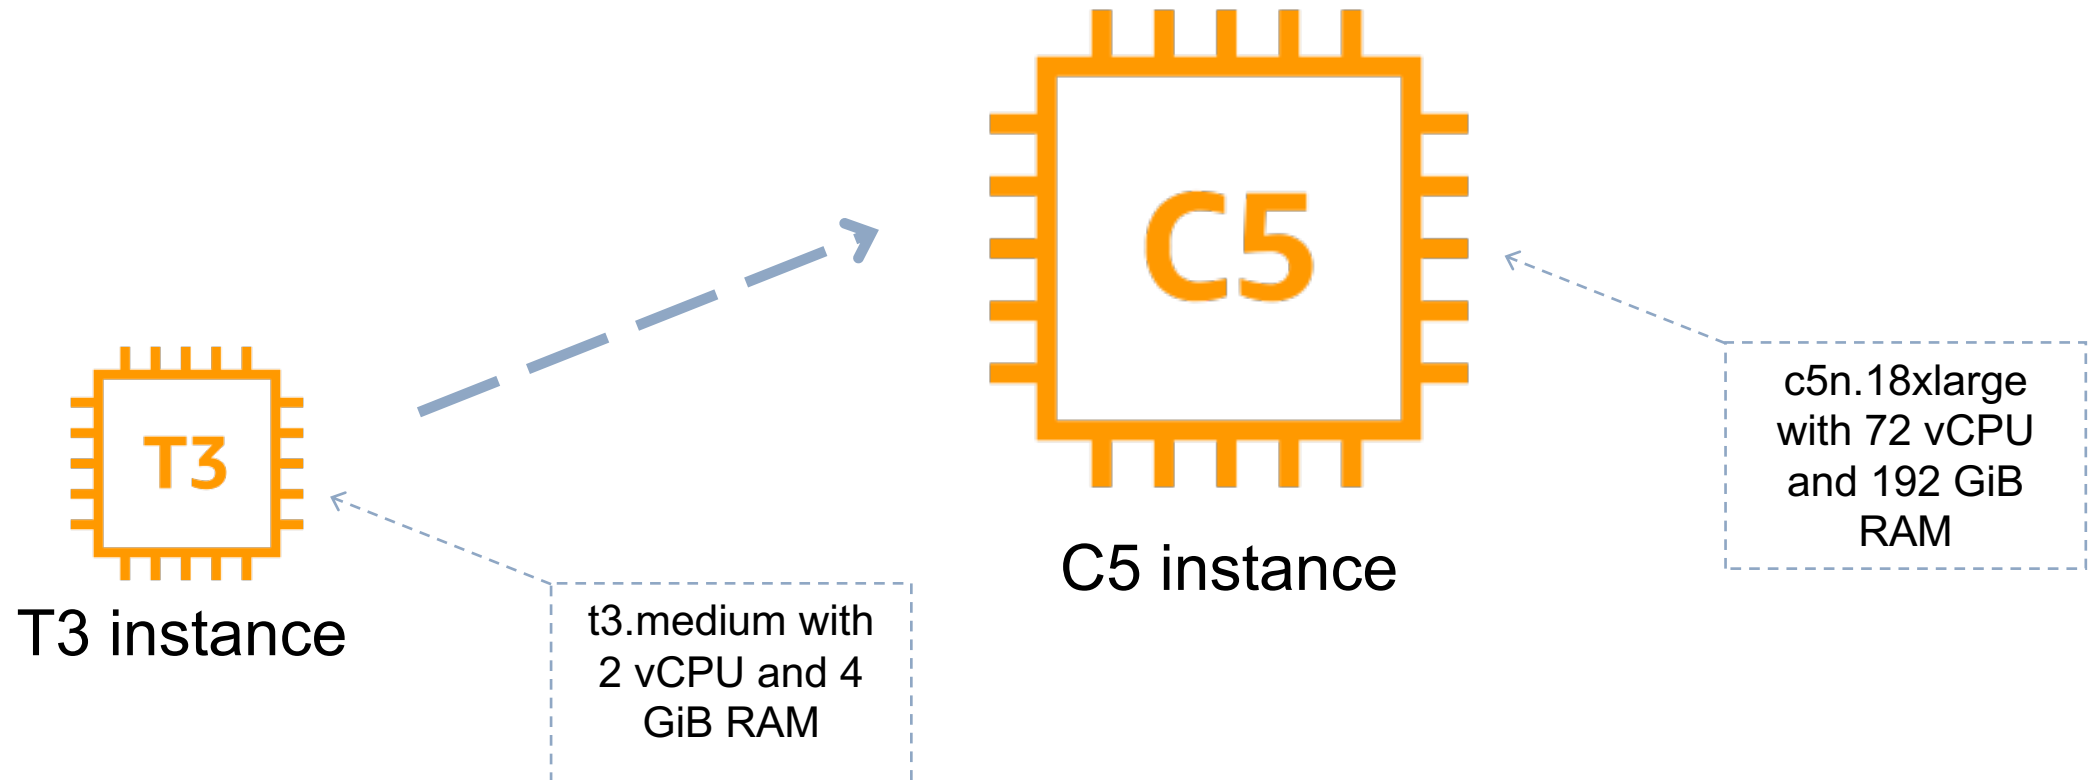 C5
C5 instance
c5n.18xlarge
with 72 vCPU
and 192 GiB
RAM
T3
T3 instance
t3.medium with
2 vCPU and 4
GiB RAM